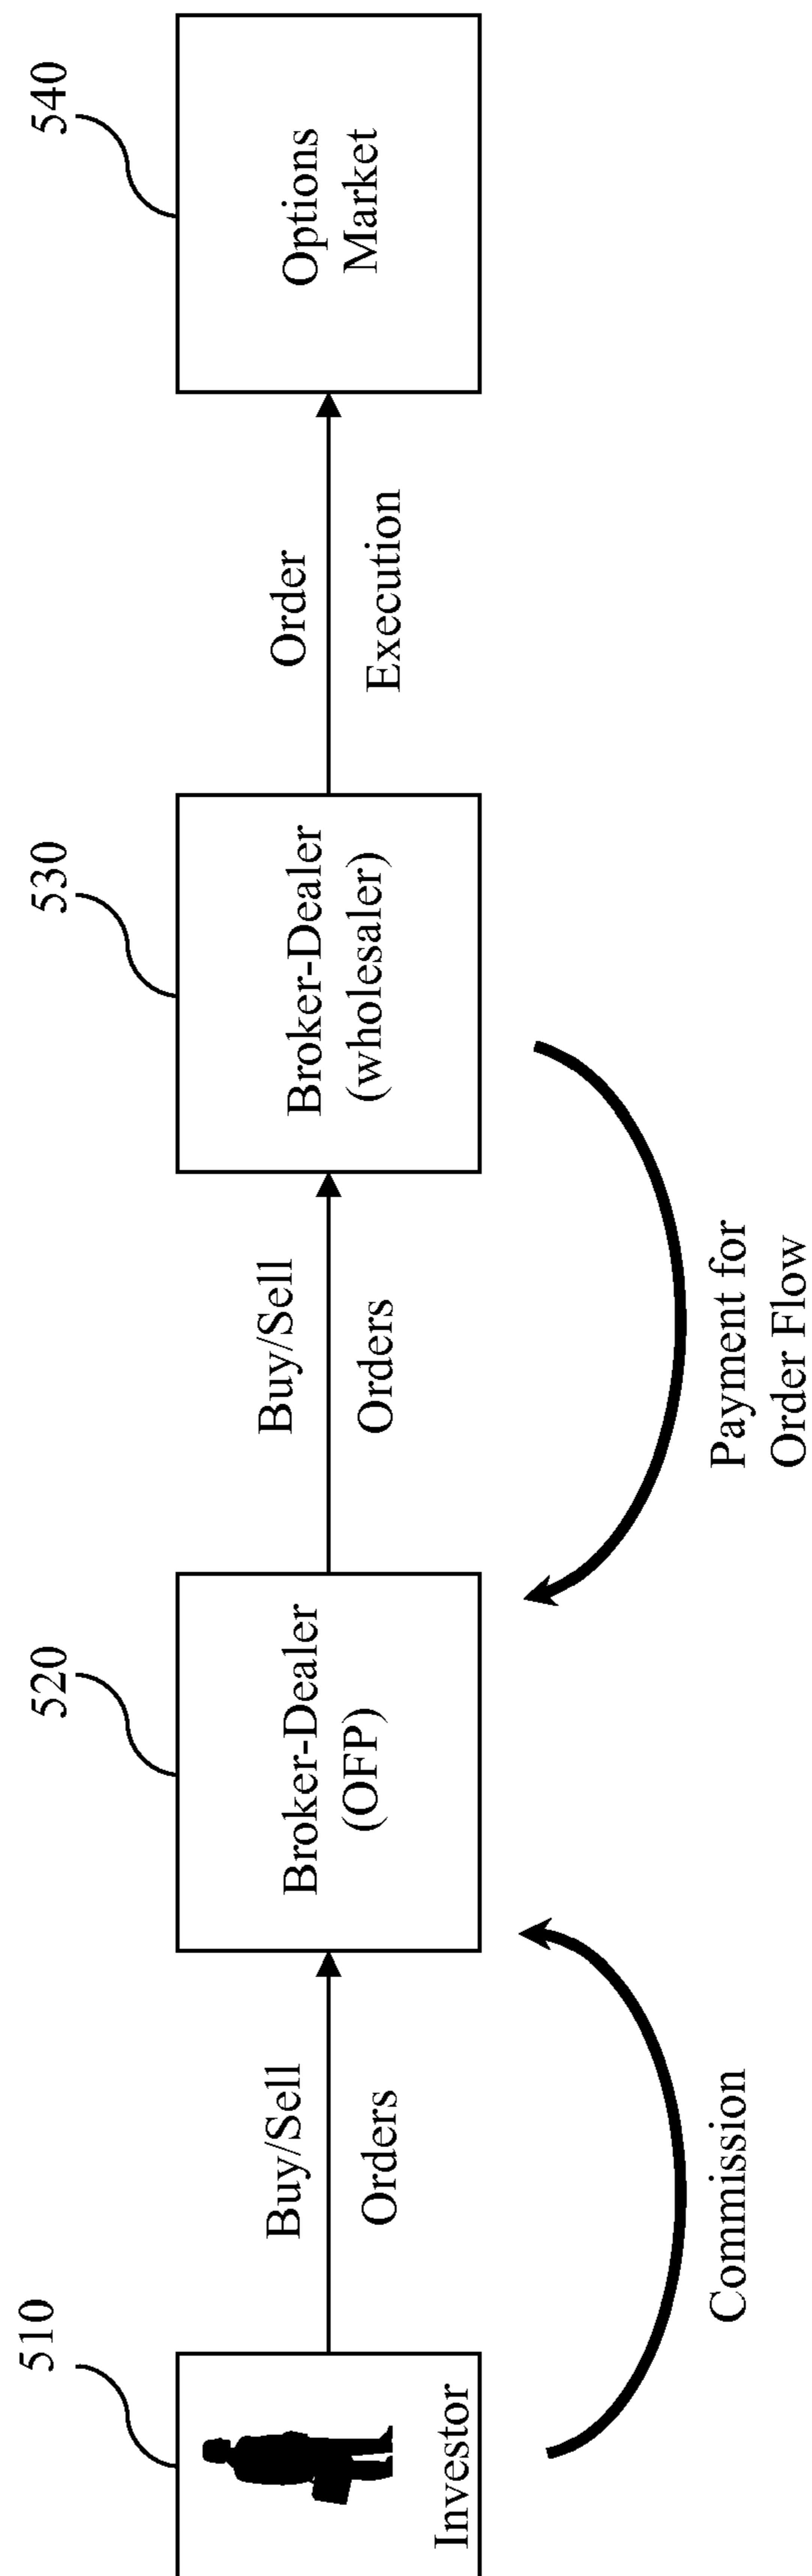 510
Investor
Buy/Sell
Orders
Commission
520
Broker-Dealer
(OFP)
Buy/Sell
Orders
Payment for
Order Flow
530
Broker-Dealer
(wholesaler)
Order
Execution
540
Options
Market